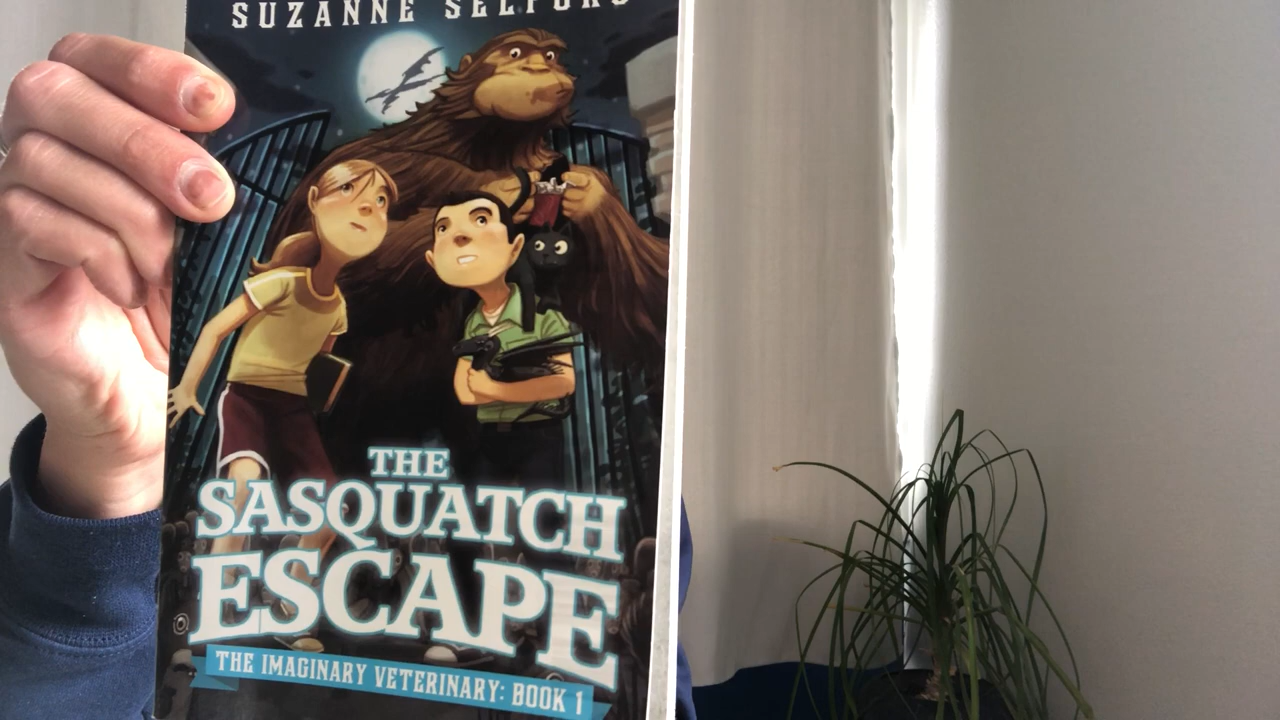 SUZANNE SELFORS
THE
SASQUATCH
ESCAPE
THE IMAGINARY VETERINARY: BOOK 1